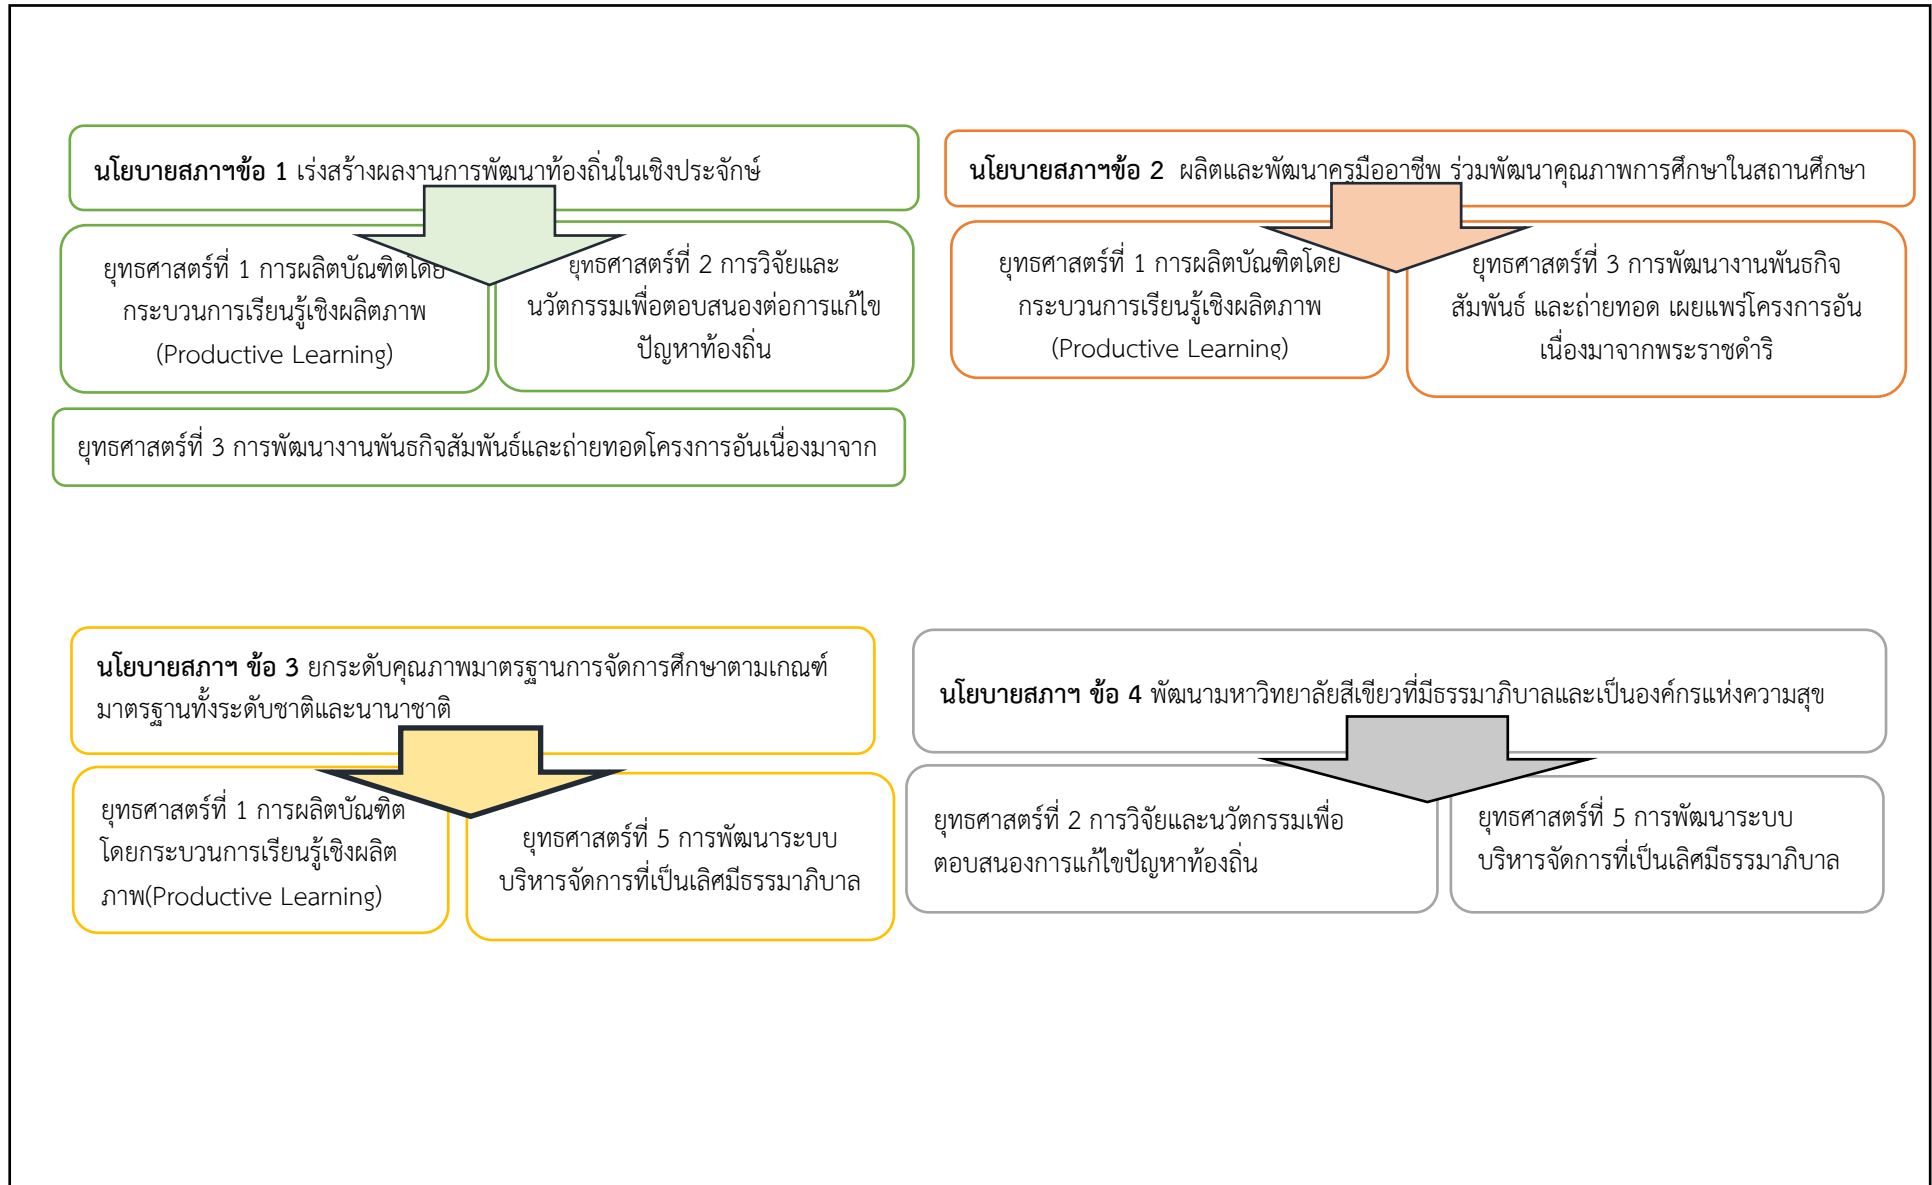 นโยบายสภาฯข้อ 1 เร่งสร้างผลงานการพัฒนาท้องถิ่นในเชิงประจักษ์
ยุทธศาสตร์ที่ 1 การผลิตบัณฑิตโดย
กระบวนการเรียนรู้เชิงผลิตภาพ
(Productive Learning)
ยุทธศาสตร์ที่ 2 การวิจัยและ
นวัตกรรมเพื่อตอบสนองต่อการแก้ไข
ปัญหาท้องถิ่น
ยุทธศาสตร์ที่ 3 การพัฒนางานพันธกิจสัมพันธ์และถ่ายทอดโครงการอันเนื่องมาจาก
นโยบายสภาฯข้อ 2 ผลิตและพัฒนาครูมืออาชีพ ร่วมพัฒนาคุณภาพการศึกษาในสถานศึกษา
ยุทธศาสตร์ที่ 1 การผลิตบัณฑิตโดย
กระบวนการเรียนรู้เชิงผลิตภาพ
(Productive Learning)
ยุทธศาสตร์ที่ 3 การพัฒนางานพันธกิจ
สัมพันธ์ และถ่ายทอด เผยแพร่โครงการอัน
เนื่องมาจากพระราชดำริ
นโยบายสภาฯ ข้อ 3 ยกระดับคุณภาพมาตรฐานการจัดการศึกษาตามเกณฑ์
มาตรฐานทั้งระดับชาติและนานาชาติ
ยุทธศาสตร์ที่ 1 การผลิตบัณฑิต
โดยกระบวนการเรียนรู้เชิงผลิต
ภาพ(Productive Learning)
ยุทธศาสตร์ที่ 5 การพัฒนาระบบ
บริหารจัดการที่เป็นเลิศมีธรรมาภิบาล
นโยบายสภาฯ ข้อ 4 พัฒนามหาวิทยาลัยสีเขียวที่มีธรรมาภิบาลและเป็นองค์กรแห่งความสุข
ยุทธศาสตร์ที่ 2 การวิจัยและนวัตกรรมเพื่อ
ตอบสนองการแก้ไขปัญหาท้องถิ่น
ยุทธศาสตร์ที่ 5 การพัฒนาระบบ
บริหารจัดการที่เป็นเลิศมีธรรมาภิบาล